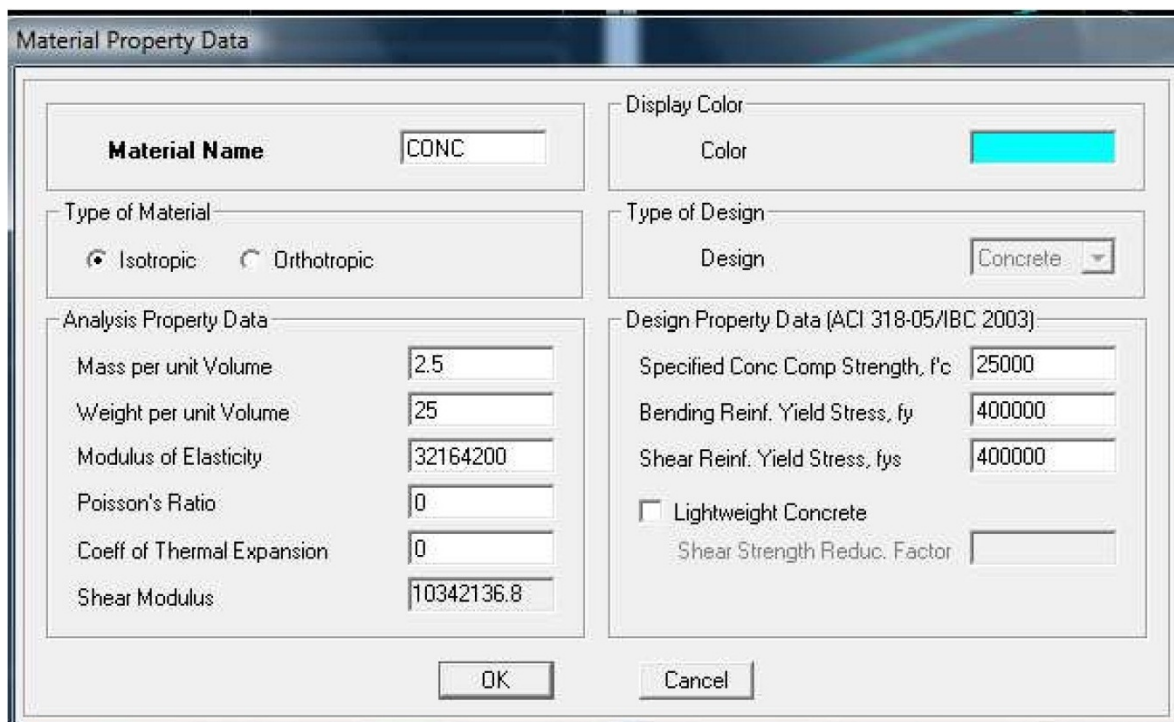 Material Property Data
Material Name CONC
Display Color
Color
Type of Material
Isotropic Orthotropic
Type of Design
Design Concrete
Analysis Property Data
Mass per unit Volume 2.5
Weight per unit Volume 25
Modulus of Elasticity 32164200
Poisson's Ratio 0
Coeff of Thermal Expansion 0
Shear Modulus 10342136.8
Design Property Data (ACI 318-05/IBC 2003)
Specified Conc Comp Strength, f'c 25000
Bending Reinf. Yield Stress, fy 400000
Shear Reinf. Yield Stress, fys 400000
Lightweight Concrete
Shear Strength Reduc. Factor
OK Cancel